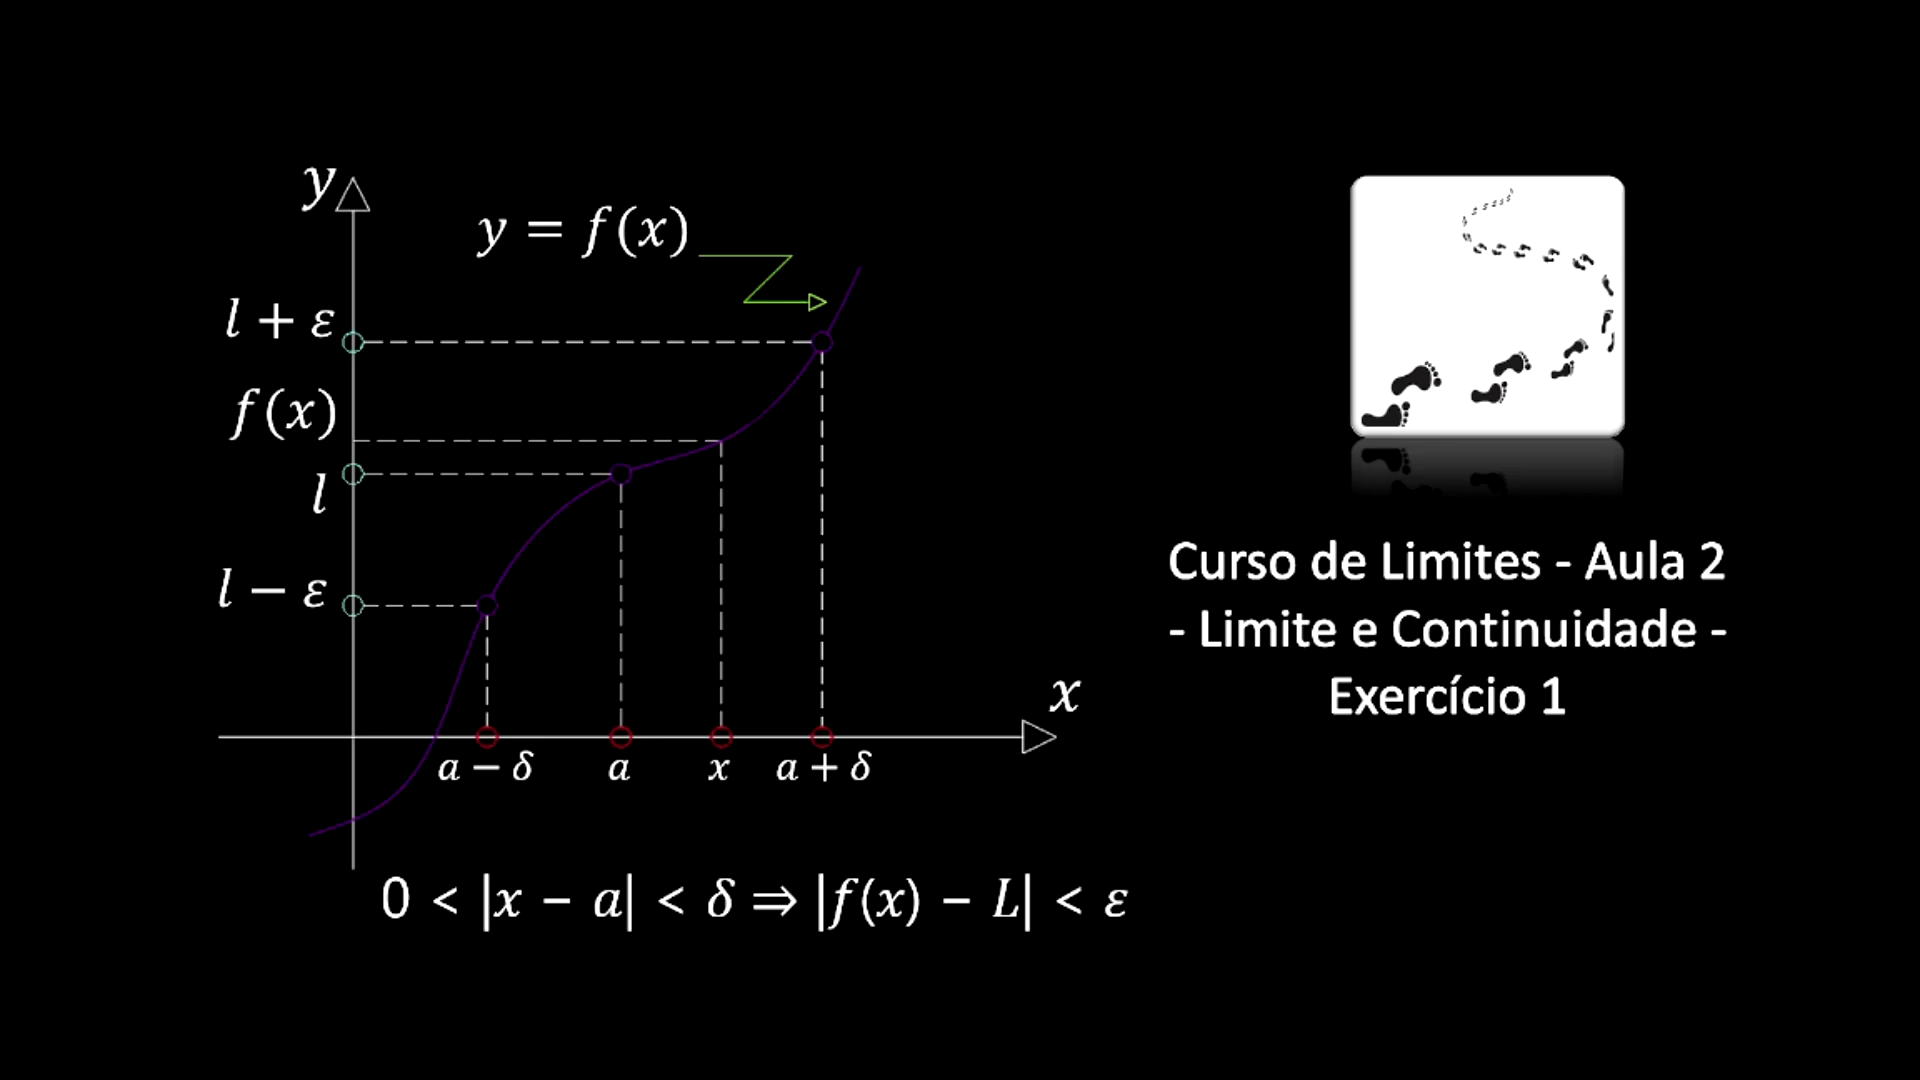 y
y = f(x)
l + ε
f(x)
l
l − ε
x
a − δ a x a + δ
0 < |x − a| < δ ⇒ |f(x) − L| < ε
Curso de Limites - Aula 2
- Limite e Continuidade -
Exercício 1